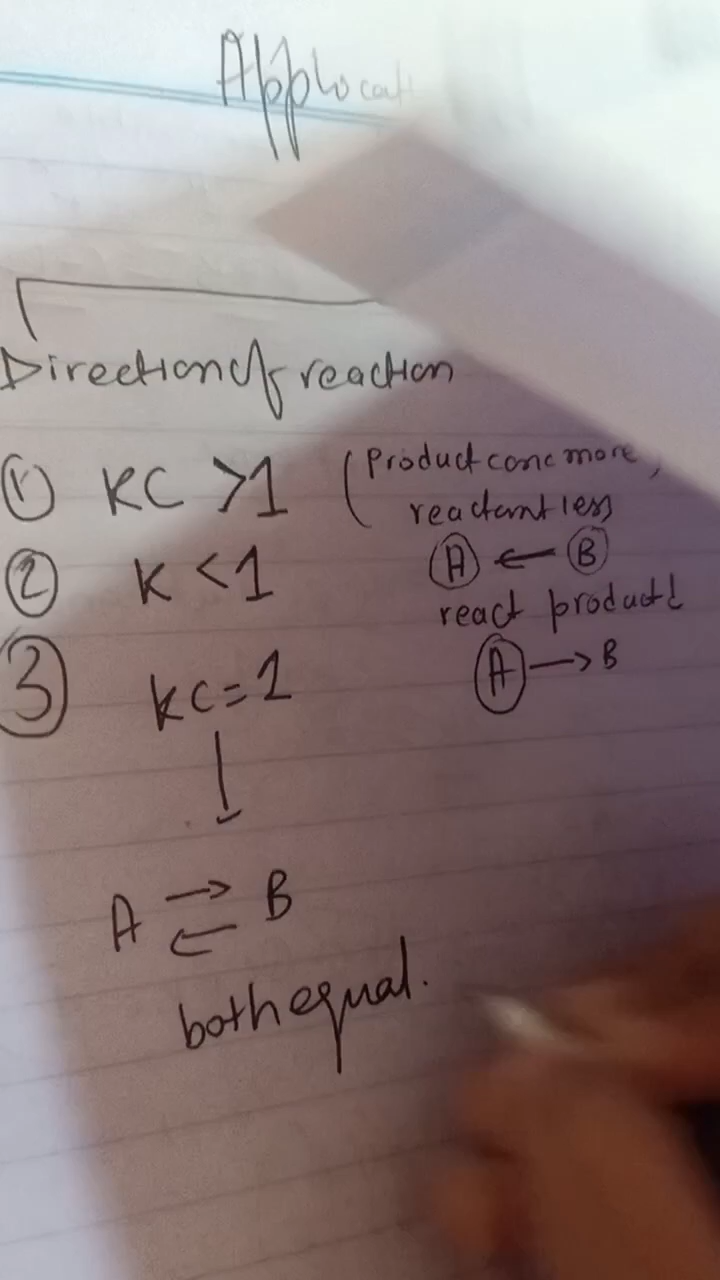 Direction of reaction
① KC >1 (Product conc more,
reactant less
② K <1 Ⓐ ← Ⓑ
react product
③ KC=1 Ⓐ → B
↓
A ⇄ B
both equal.